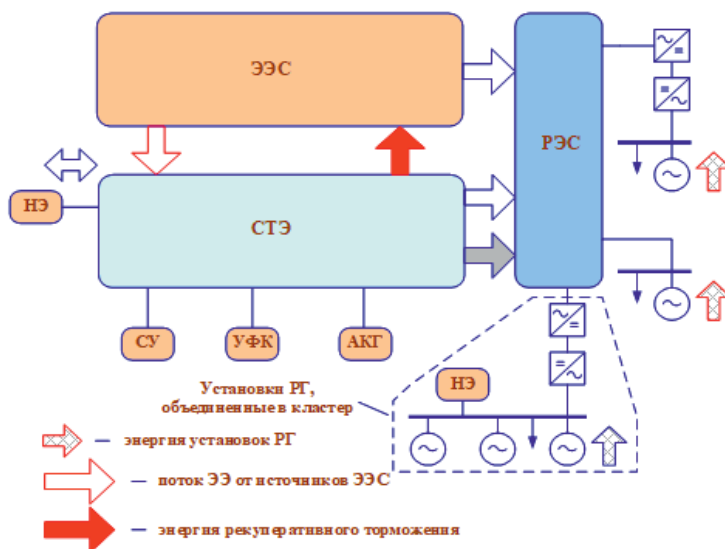 ЭЭС
РЭС
НЭ
СТЭ
СУ
УФК
АКГ
Установки РГ,
объединенные в кластер
НЭ
— энергия установок РГ
— поток ЭЭ от источников ЭЭС
— энергия рекуперативного торможения